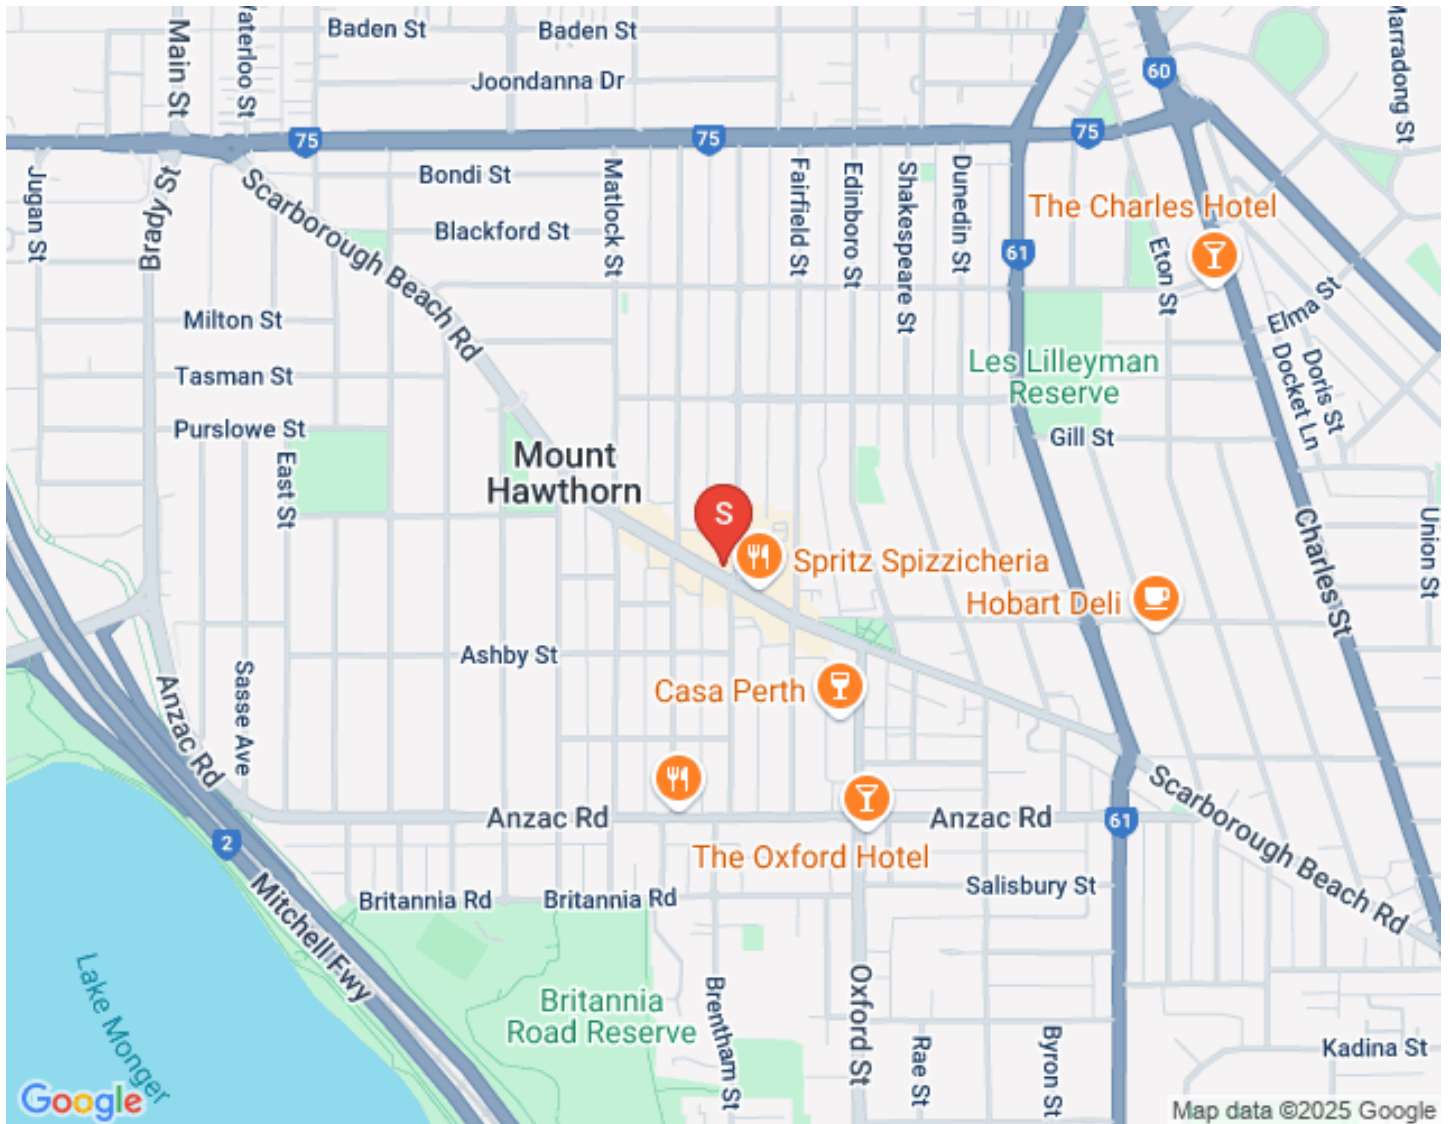 Baden St
Baden St
Main St
Waterloo St
Marradong St
60
Joondanna Dr
75
75
75
Bondi St
Jugan St
Brady St
Scarborough Beach Rd
Matlock St
Fairfield St
Edinboro St
Shakespeare St
Dunedin St
The Charles Hotel
Blackford St
61
Eton St
Elma St
Milton St
Tasman St
Les Lilleyman
Reserve
Doris St
Docket Ln
Purslowe St
East St
Gill St
Mount
Hawthorn
S
Charles St
Union St
Spritz Spizzicheria
Hobart Deli
Ashby St
Sasse Ave
Casa Perth
Anzac Rd
Scarborough Beach Rd
Anzac Rd
Anzac Rd
61
2
The Oxford Hotel
Salisbury St
Britannia Rd
Britannia Rd
Mitchell Fwy
Lake Monger
Britannia
Road Reserve
Brentham St
Oxford St
Rae St
Byron St
Kadina St
Google
Map data ©2025 Google